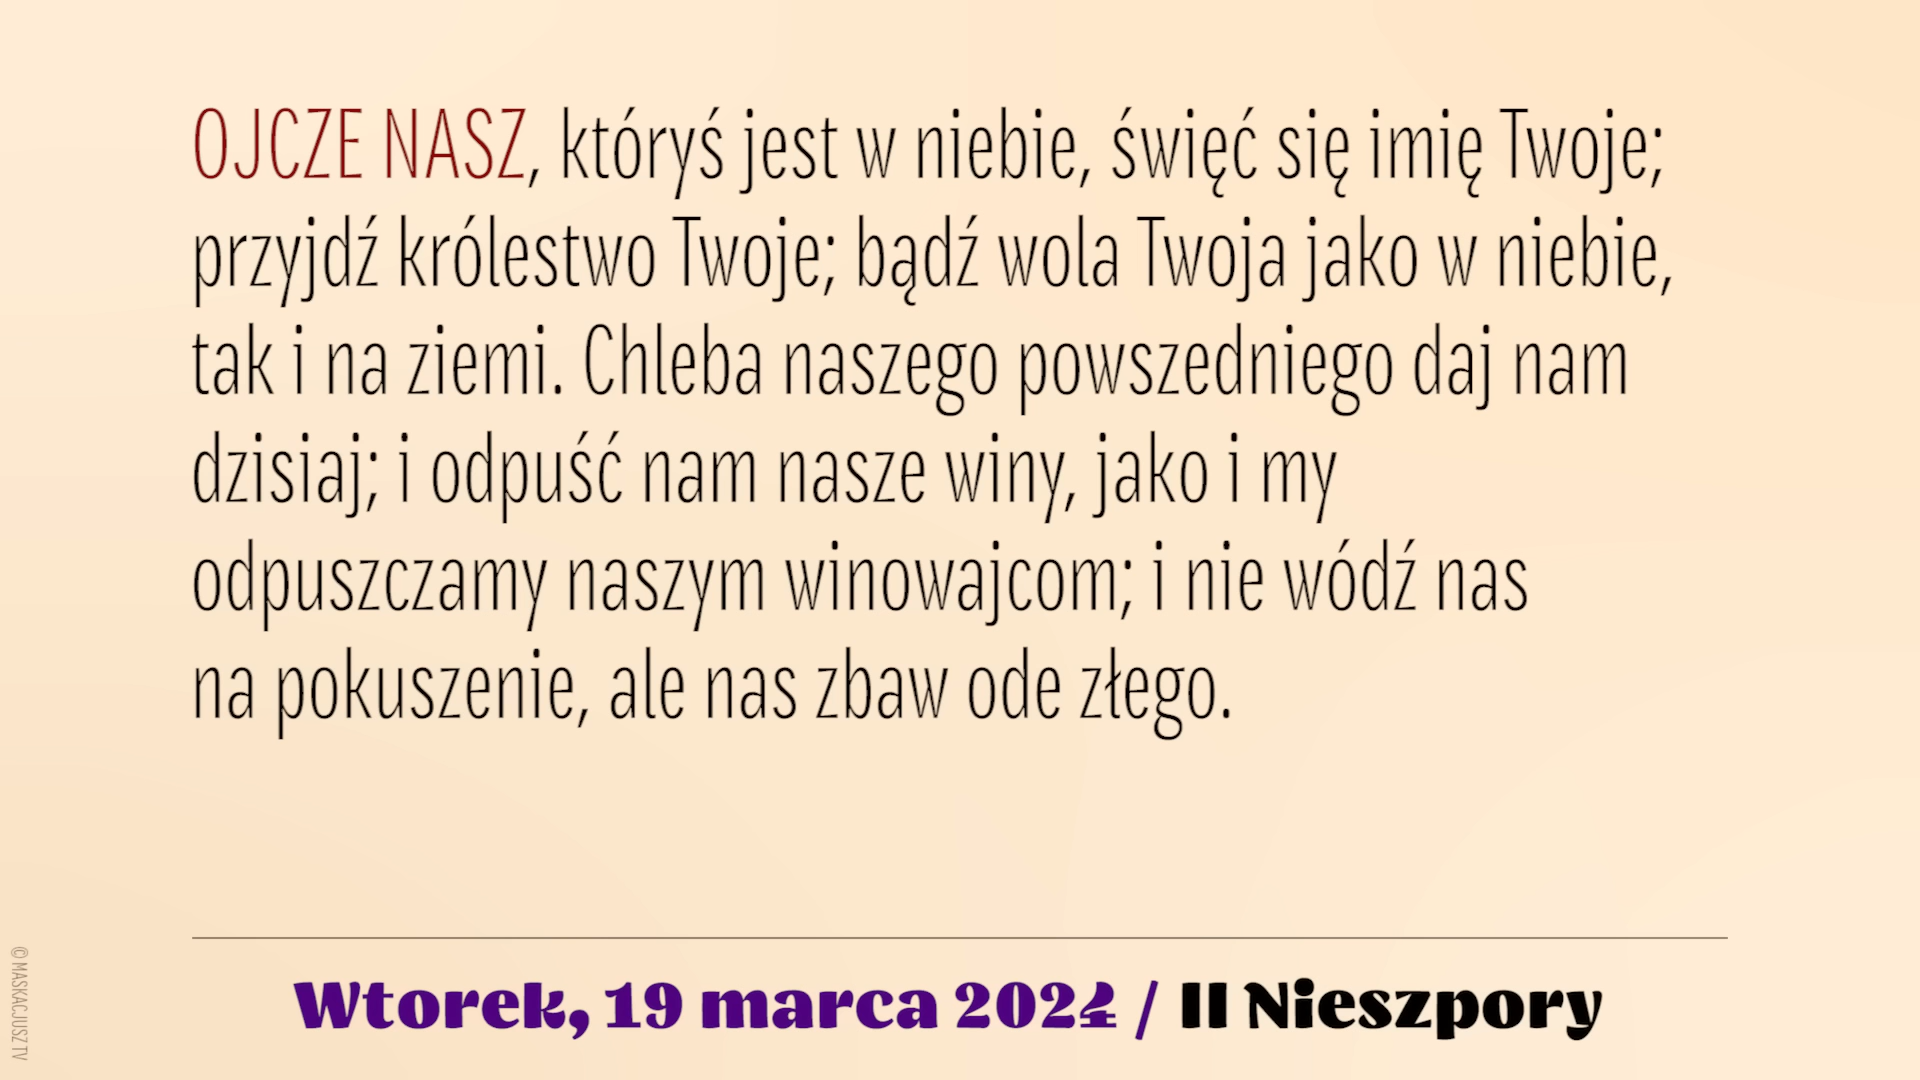 OJCZE NASZ, któryś jest w niebie, święć się imię Twoje;
przyjdź królestwo Twoje; bądź wola Twoja jako w niebie,
tak i na ziemi. Chleba naszego powszedniego daj nam
dzisiaj; i odpuść nam nasze winy, jako i my
odpuszczamy naszym winowajcom; i nie wódź nas
na pokuszenie, ale nas zbaw ode złego.
Wtorek, 19 marca 2024 / II Nieszpory
© MASKACJUSZ TV